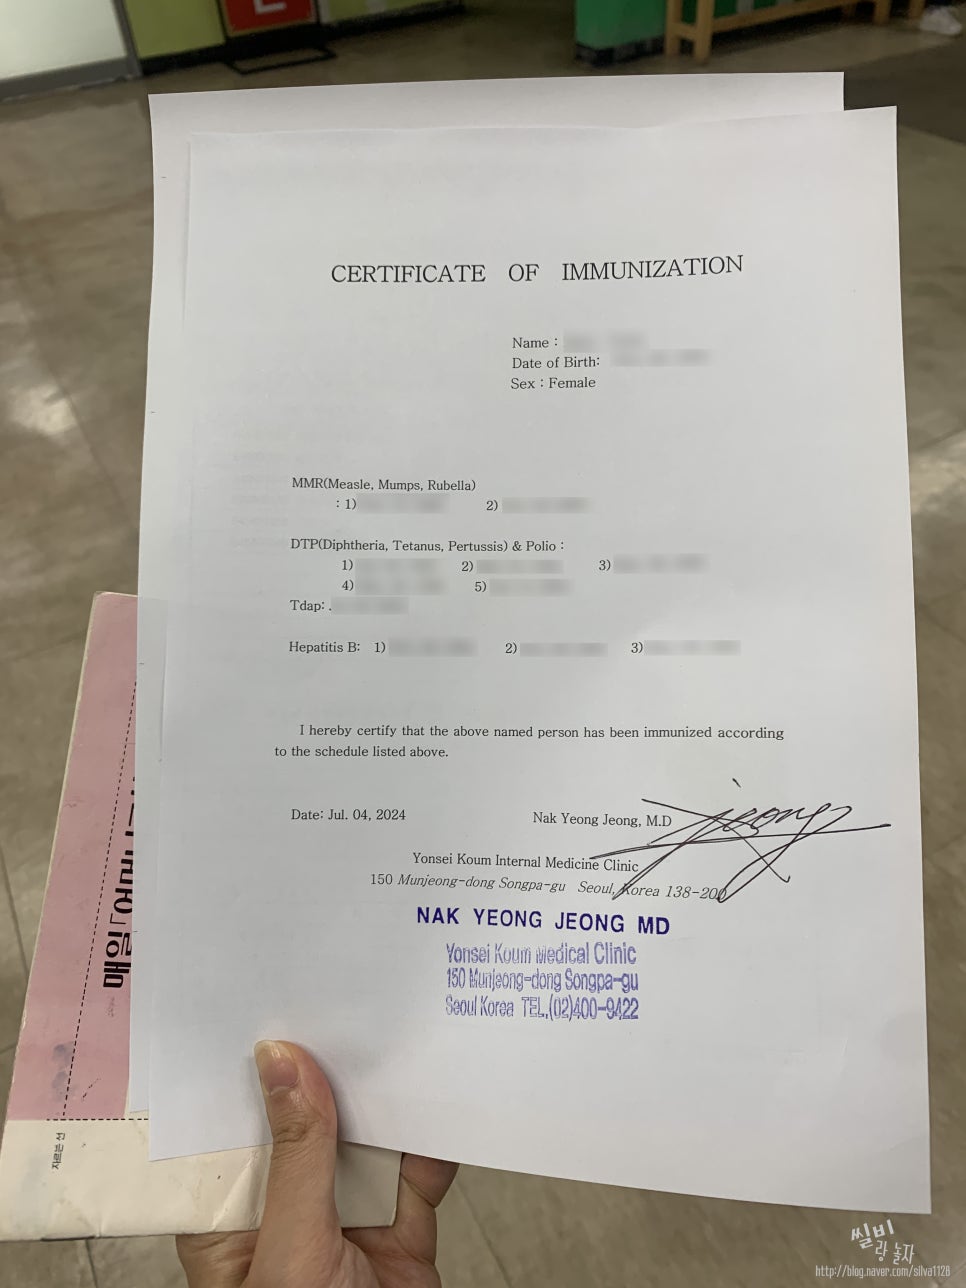 CERTIFICATE OF IMMUNIZATION
Name :
Date of Birth:
Sex : Female
MMR(Measle, Mumps, Rubella)
: 1) 2)
DTP(Diphtheria, Tetanus, Pertussis) & Polio :
1) 2) 3)
4) 5)
Tdap: .
Hepatitis B: 1) 2) 3)
I hereby certify that the above named person has been immunized according
to the schedule listed above.
Date: Jul. 04, 2024
Nak Yeong Jeong, M.D
jeong
Yonsei Koum Internal Medicine Clinic
150 Munjeong-dong Songpa-gu Seoul, Korea 138-200
NAK YEONG JEONG MD
Yonsei Koum Medical Clinic
150 Munjeong-dong Songpa-gu
Seoul Korea TEL.(02)400-9422
자르는 선
씰비
랑 놀자
http://blog.naver.com/silva1128